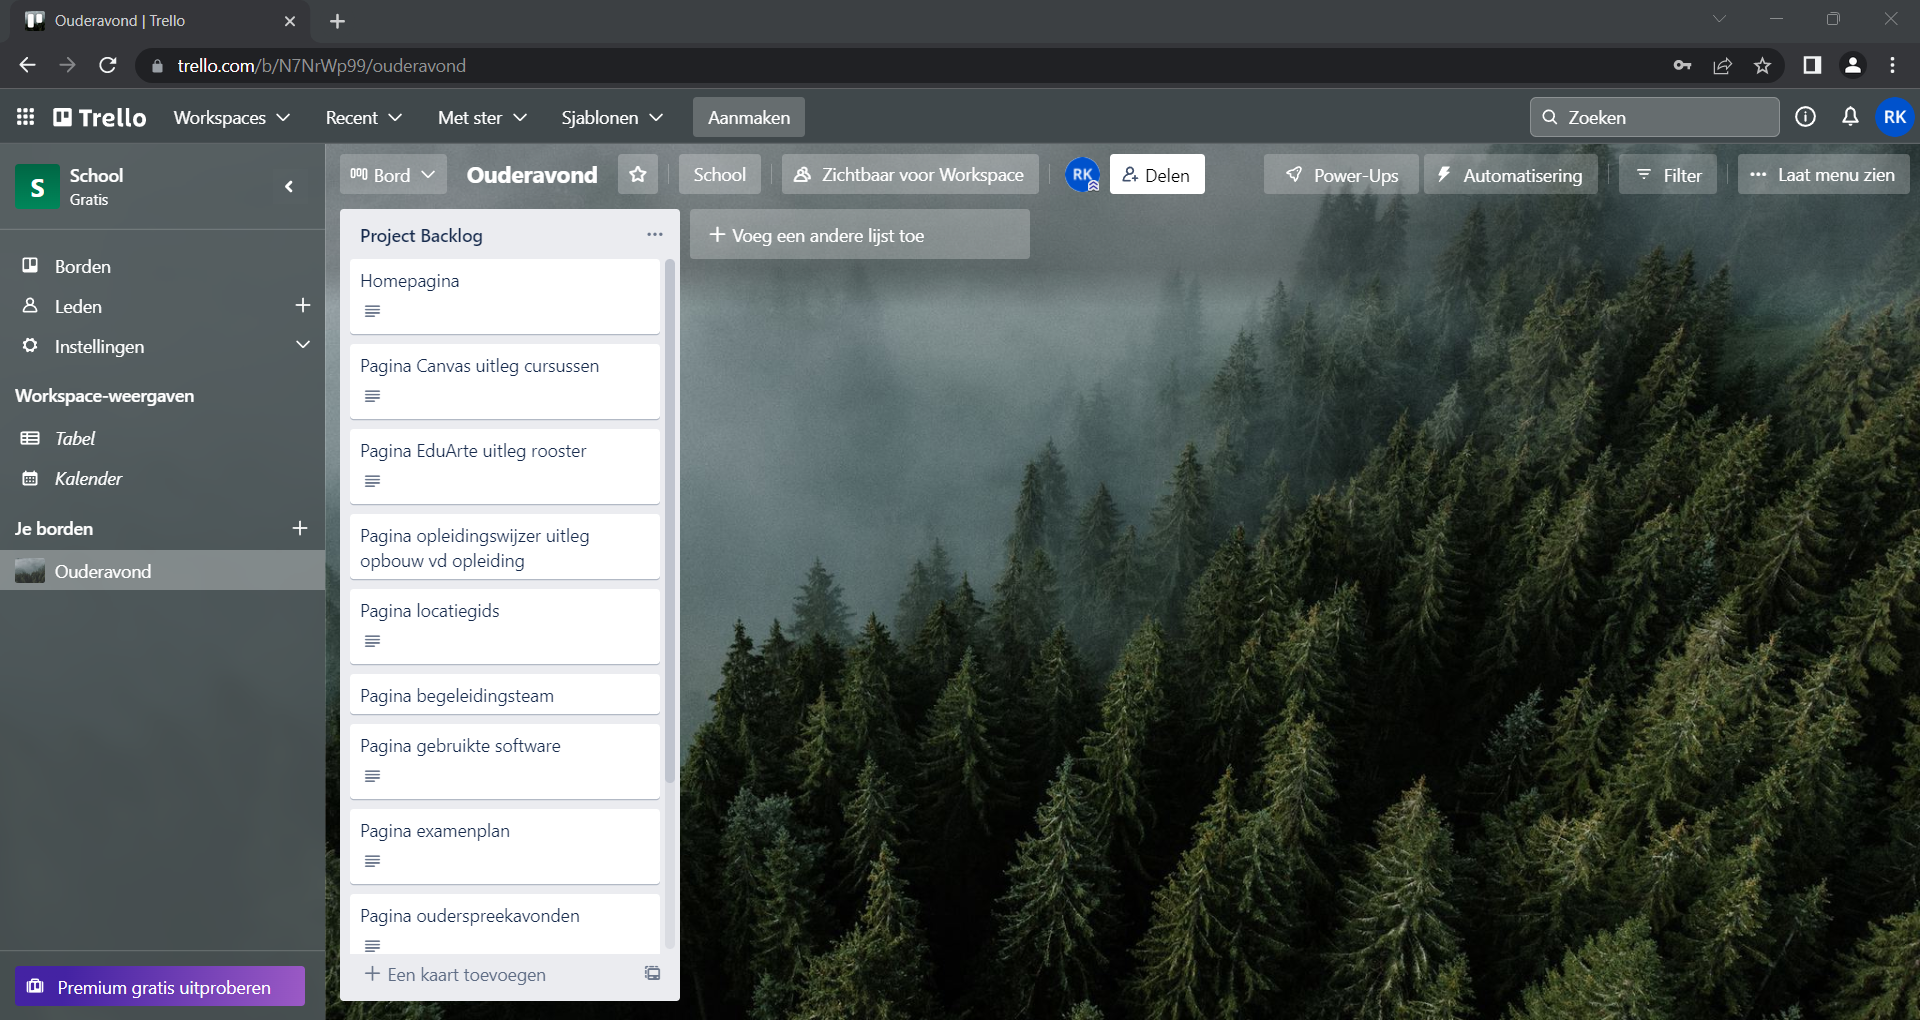 Ouderavond | Trello
trello.com/b/N7NrWp99/ouderavond
Trello
Workspaces
Recent
Met ster
Sjablonen
Aanmaken
Zoeken
RK
S
School
Gratis
Borden
Leden
Instellingen
Workspace-weergaven
Tabel
Kalender
Je borden
Ouderavond
Premium gratis uitproberen
Bord
Ouderavond
School
Zichtbaar voor Workspace
RK
Delen
Power-Ups
Automatisering
Filter
Laat menu zien
Project Backlog
Homepagina
Pagina Canvas uitleg cursussen
Pagina EduArte uitleg rooster
Pagina opleidingswijzer uitleg
opbouw vd opleiding
Pagina locatiegids
Pagina begeleidingsteam
Pagina gebruikte software
Pagina examenplan
Pagina ouderspreekavonden
Een kaart toevoegen
Voeg een andere lijst toe